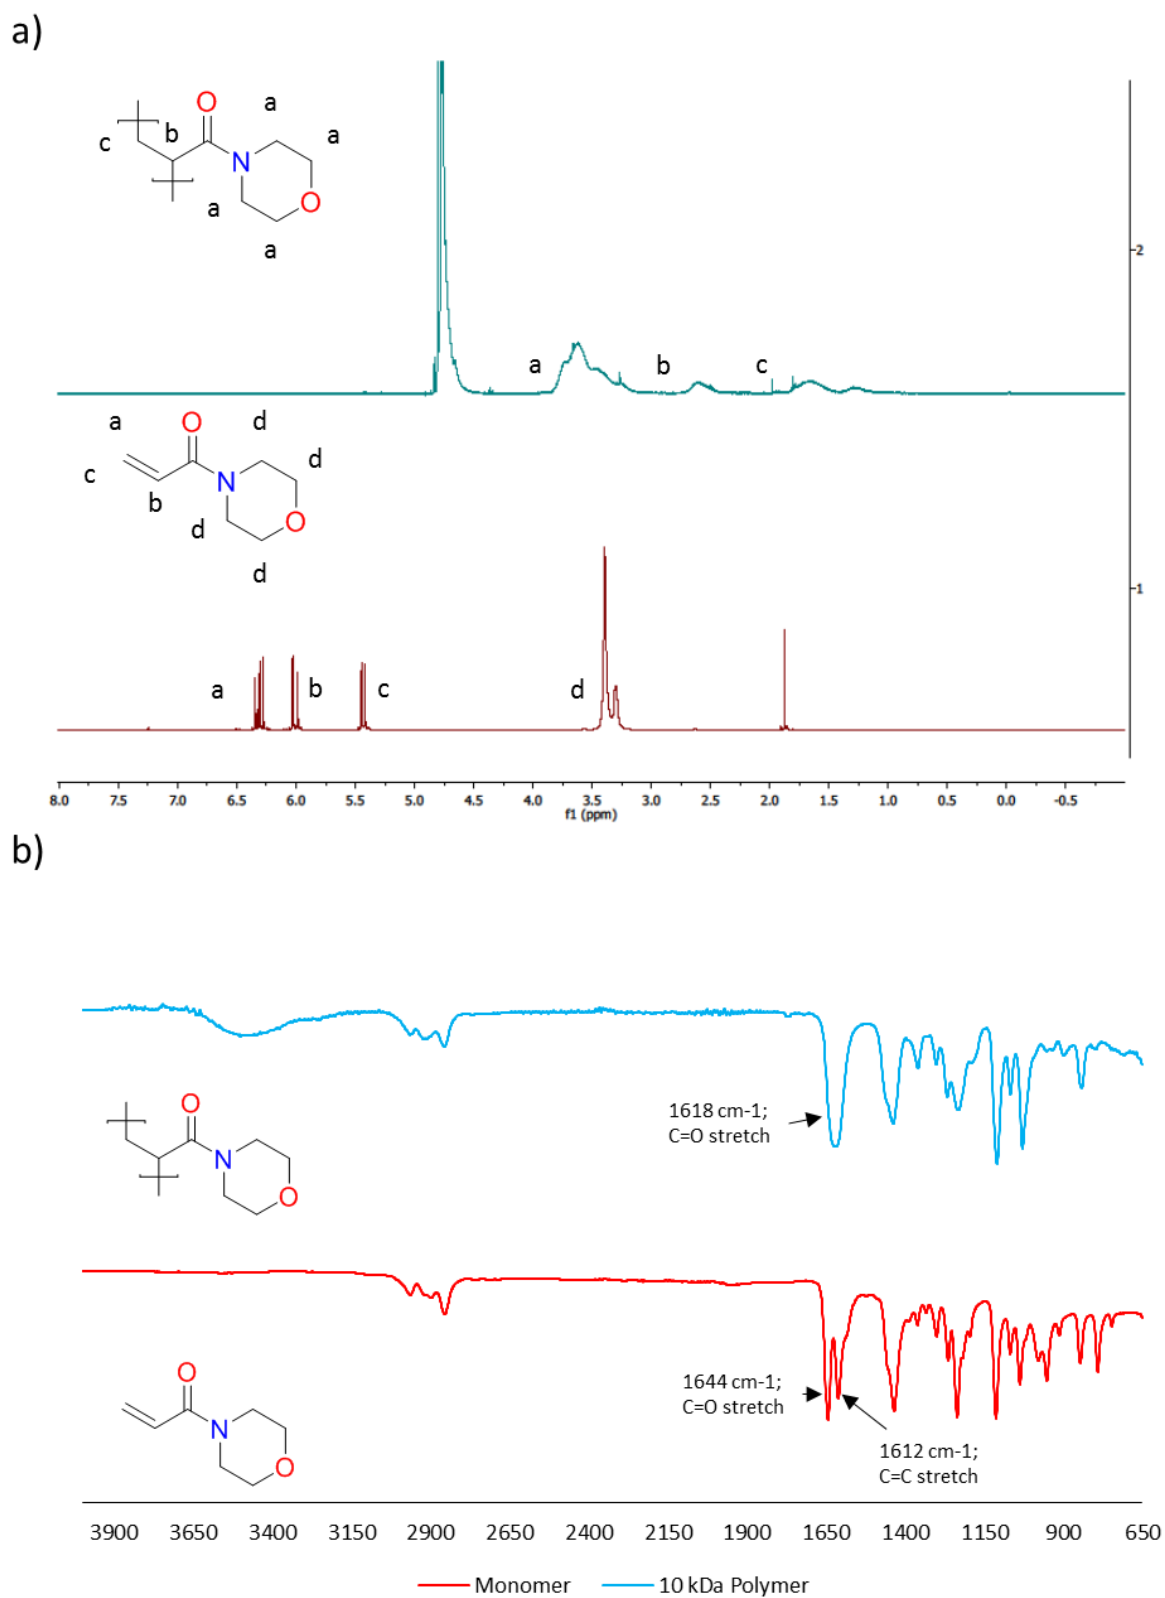 a)
O
a
a
b
c
N
O
a
a
2
a
b
c
O
a
d
c
d
N
b
O
d
d
1
a
b
c
d
8.0 7.5 7.0 6.5 6.0 5.5 5.0 4.5 4.0 3.5 3.0 2.5 2.0 1.5 1.0 0.5 0.0 -0.5
f1 (ppm)
b)
O
N
O
1618 cm-1;
C=O stretch
O
N
O
1644 cm-1;
C=O stretch
1612 cm-1;
C=C stretch
3900 3650 3400 3150 2900 2650 2400 2150 1900 1650 1400 1150 900 650
Monomer 10 kDa Polymer